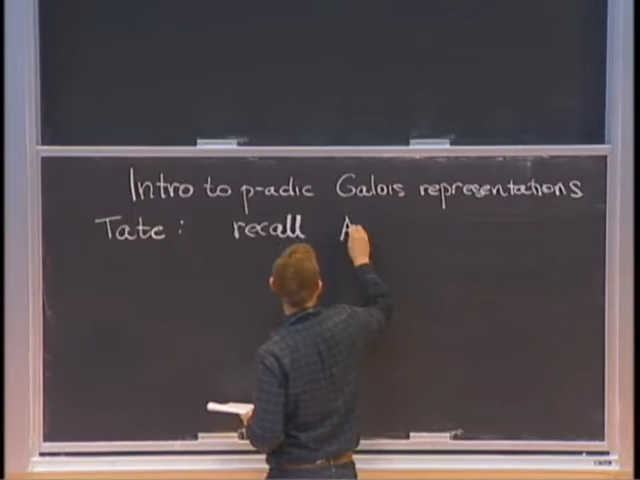 Intro to p-adic Galois representations
Tate: recall A